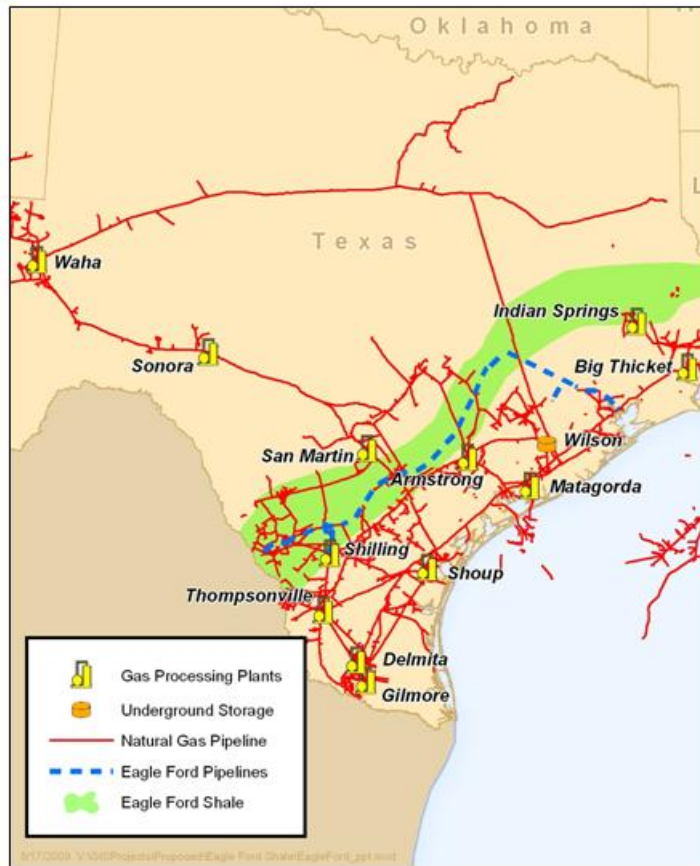 Oklahoma
Texas
L
Waha
Sonora
Indian Springs
Big Thicket
San Martin
Wilson
Armstrong
Matagorda
Shilling
Shoup
Thompsonville
Delmita
Gilmore
Gas Processing Plants
Underground Storage
Natural Gas Pipeline
Eagle Ford Pipelines
Eagle Ford Shale